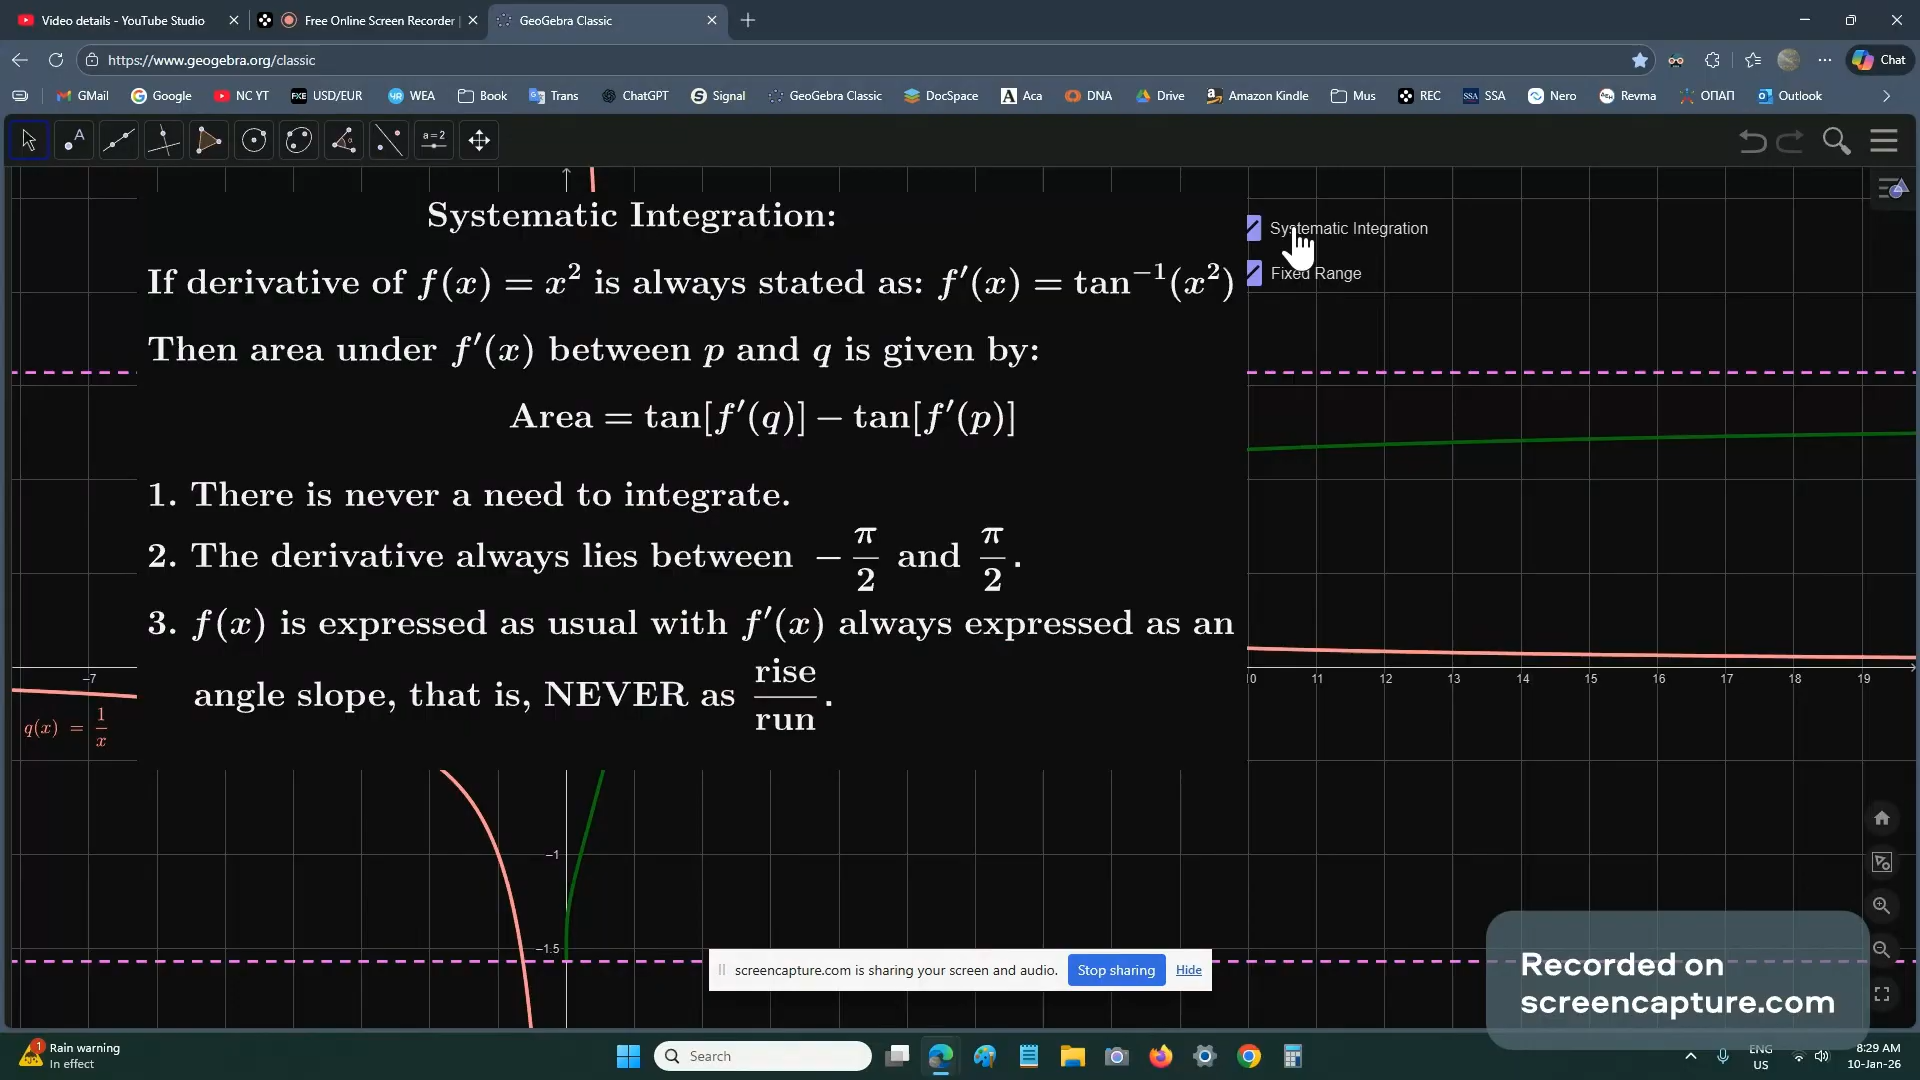 Video details - YouTube Studio
Free Online Screen Recorder |
GeoGebra Classic
https://www.geogebra.org/classic
Chat
GMail
Google
NC YT
FXE USD/EUR
WEA
Book
Trans
ChatGPT
Signal
GeoGebra Classic
DocSpace
Aca
DNA
Drive
Amazon Kindle
Mus
REC
SSA SSA
Nero
Revma
ΟΠΑΠ
Outlook
A
a=2
Systematic Integration:
If derivative of f(x) = x² is always stated as: f′(x) = tan⁻¹(x²)
Then area under f′(x) between p and q is given by:
Area = tan[f′(q)] − tan[f′(p)]
1. There is never a need to integrate.
2. The derivative always lies between −π/2 and π/2.
3. f(x) is expressed as usual with f′(x) always expressed as an
angle slope, that is, NEVER as rise/run.
Systematic Integration
Fixed Range
-7
10 11 12 13 14 15 16 17 18 19
q(x) = 1/x
-1
-1.5
screencapture.com is sharing your screen and audio.
Stop sharing
Hide
Recorded on
screencapture.com
1
Rain warning
In effect
Search
ENG
US
8:29 AM
10-Jan-26